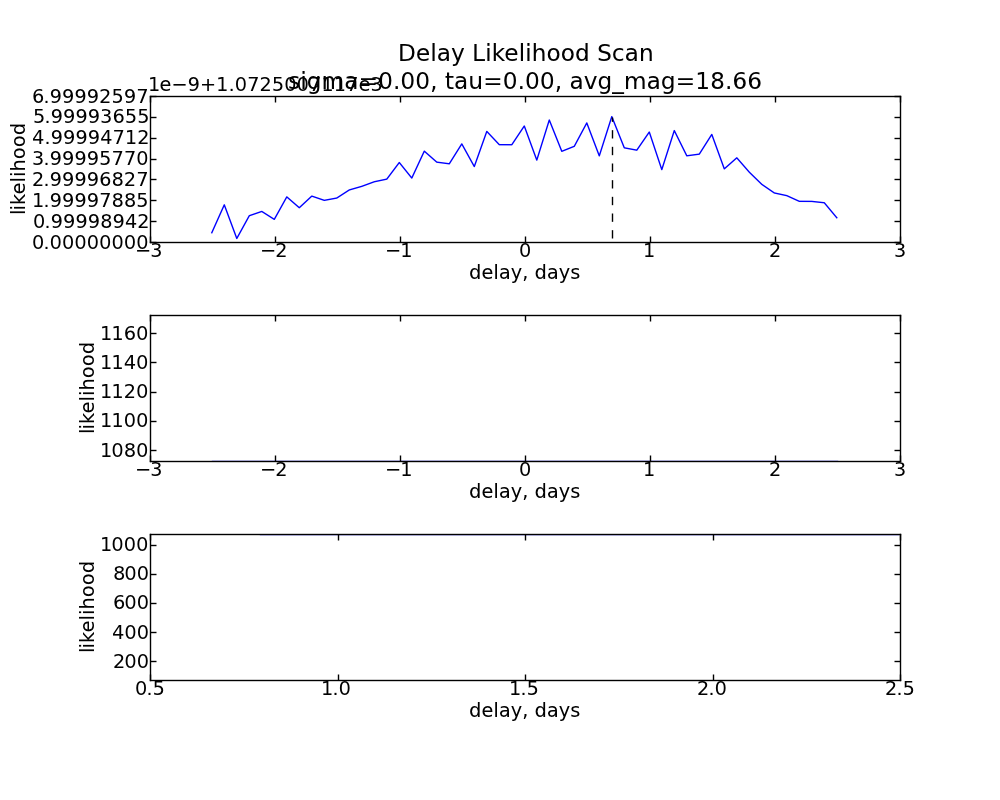 Delay Likelihood Scan
sigma=0.00, tau=0.00, avg_mag=18.66
6.99992597
5.99993655
4.99994712
3.99995770
2.99996827
1.99997885
0.99998942
0.00000000
likelihood
−3 −2 −1 0 1 2 3
delay, days
1160
1140
1120
1100
1080
likelihood
−3 −2 −1 0 1 2 3
delay, days
1000
800
600
400
200
likelihood
0.5 1.0 1.5 2.0 2.5
delay, days